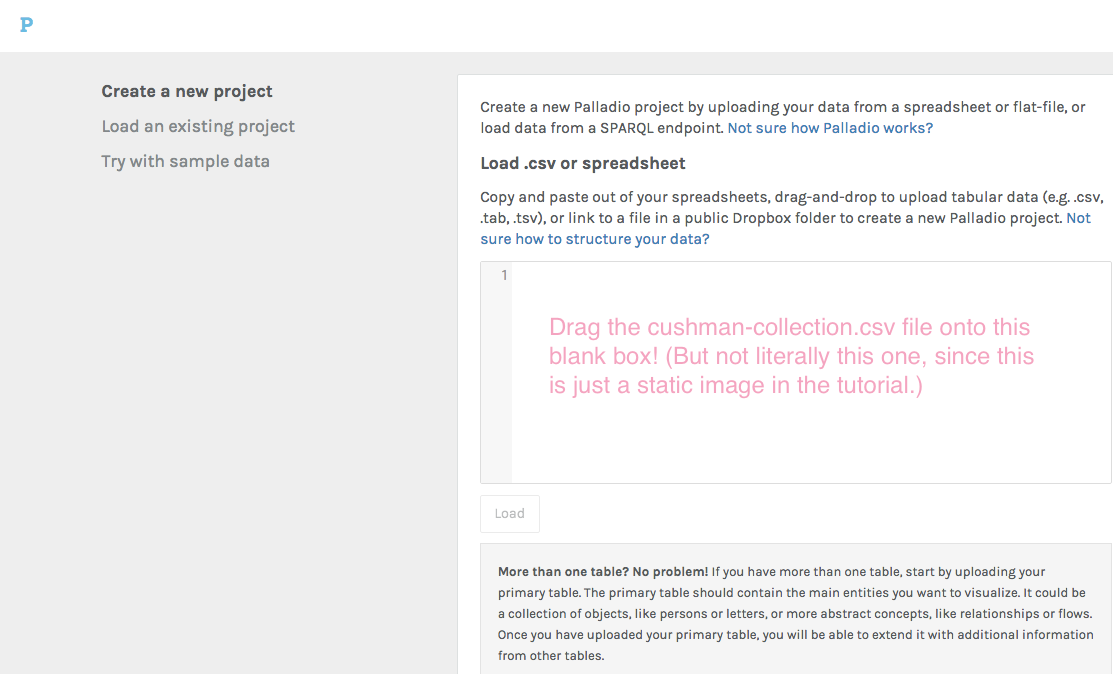 P
Create a new project
Load an existing project
Try with sample data
Create a new Palladio project by uploading your data from a spreadsheet or flat-file, or
load data from a SPARQL endpoint. Not sure how Palladio works?
Load .csv or spreadsheet
Copy and paste out of your spreadsheets, drag-and-drop to upload tabular data (e.g. .csv,
.tab, .tsv), or link to a file in a public Dropbox folder to create a new Palladio project. Not
sure how to structure your data?
1
Drag the cushman-collection.csv file onto this
blank box! (But not literally this one, since this
is just a static image in the tutorial.)
Load
More than one table? No problem! If you have more than one table, start by uploading your
primary table. The primary table should contain the main entities you want to visualize. It could be
a collection of objects, like persons or letters, or more abstract concepts, like relationships or flows.
Once you have uploaded your primary table, you will be able to extend it with additional information
from other tables.